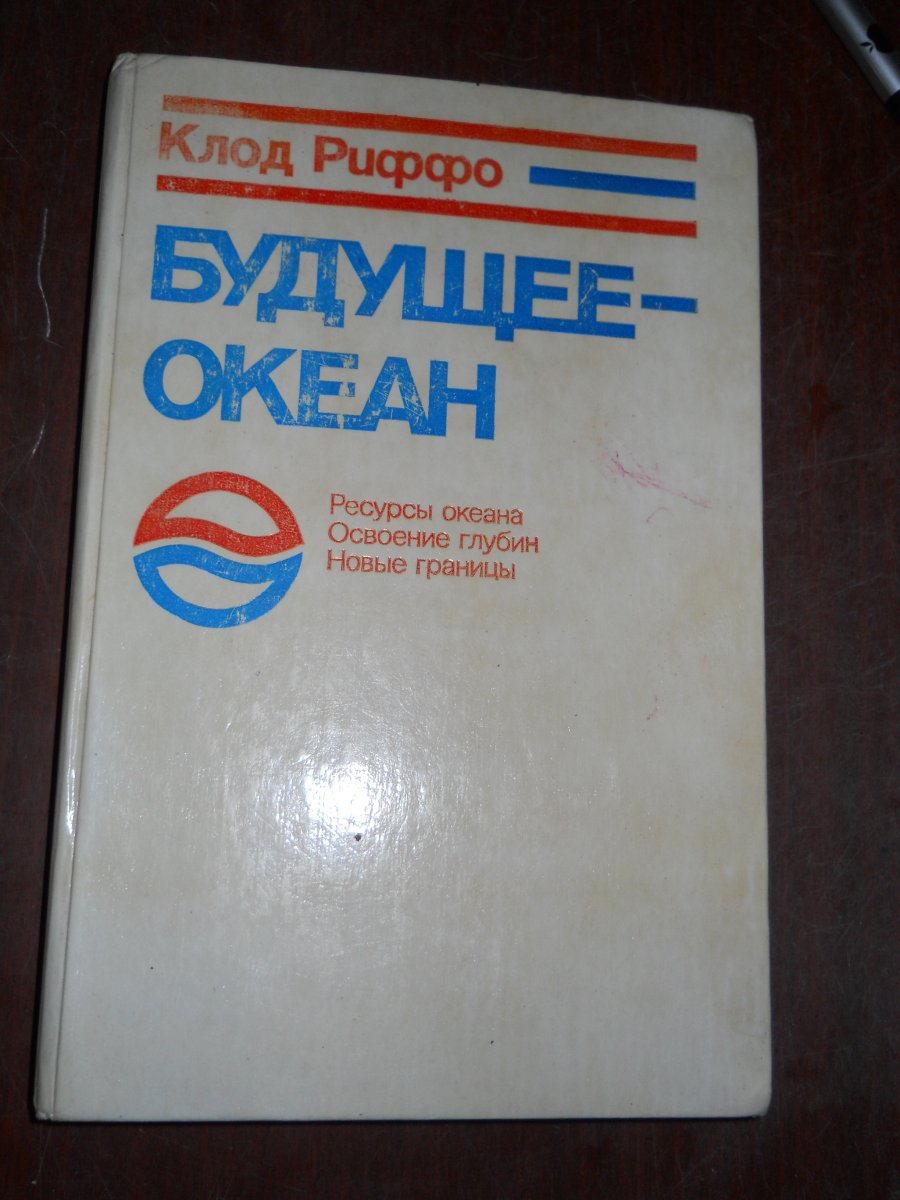 Клод Риффо
БУДУЩЕЕ–
ОКЕАН
Ресурсы океана
Освоение глубин
Новые границы